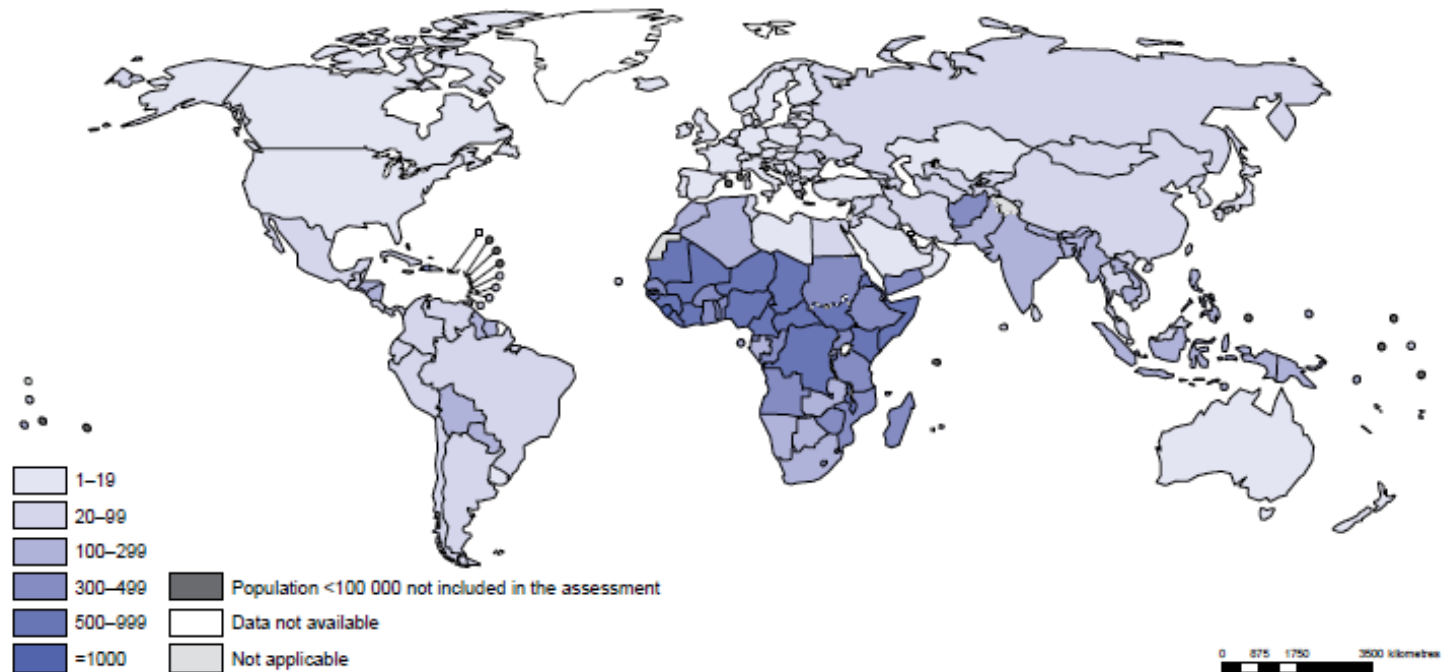 1–19
20–99
100–299
300–499
500–999
=1000
Population <100 000 not included in the assessment
Data not available
Not applicable
0 875 1750 3500 kilometres